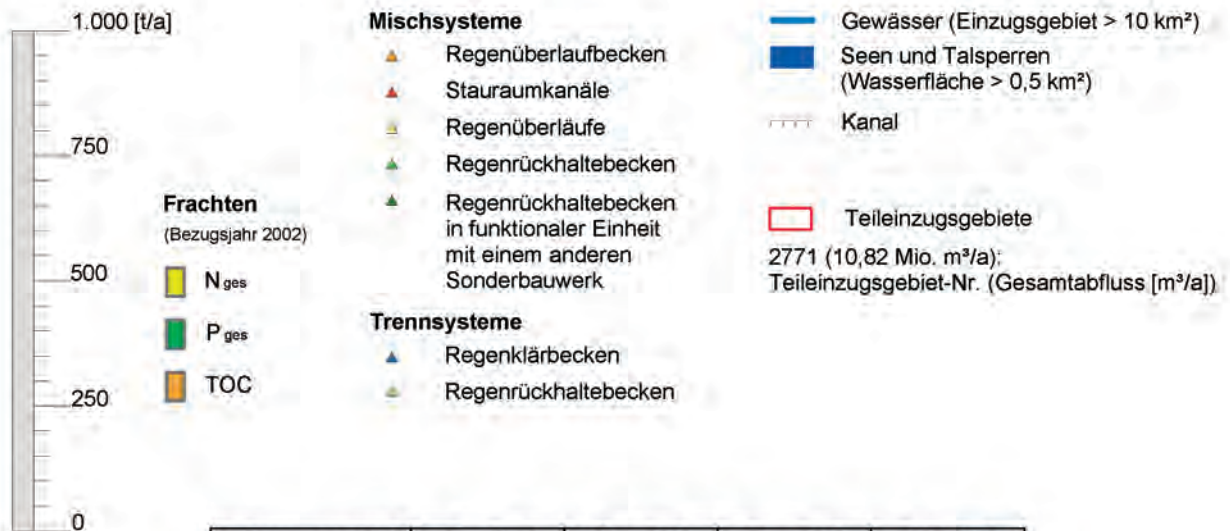 1.000 [t/a]
750
500
250
0
Frachten
(Bezugsjahr 2002)
N ges
P ges
TOC
Mischsysteme
Regenüberlaufbecken
Stauraumkanäle
Regenüberläufe
Regenrückhaltebecken
Regenrückhaltebecken
in funktionaler Einheit
mit einem anderen
Sonderbauwerk
Trennsysteme
Regenklärbecken
Regenrückhaltebecken
Gewässer (Einzugsgebiet > 10 km²)
Seen und Talsperren
(Wasserfläche > 0,5 km²)
Kanal
Teileinzugsgebiete
2771 (10,82 Mio. m³/a):
Teileinzugsgebiet-Nr. (Gesamtabfluss [m³/a])